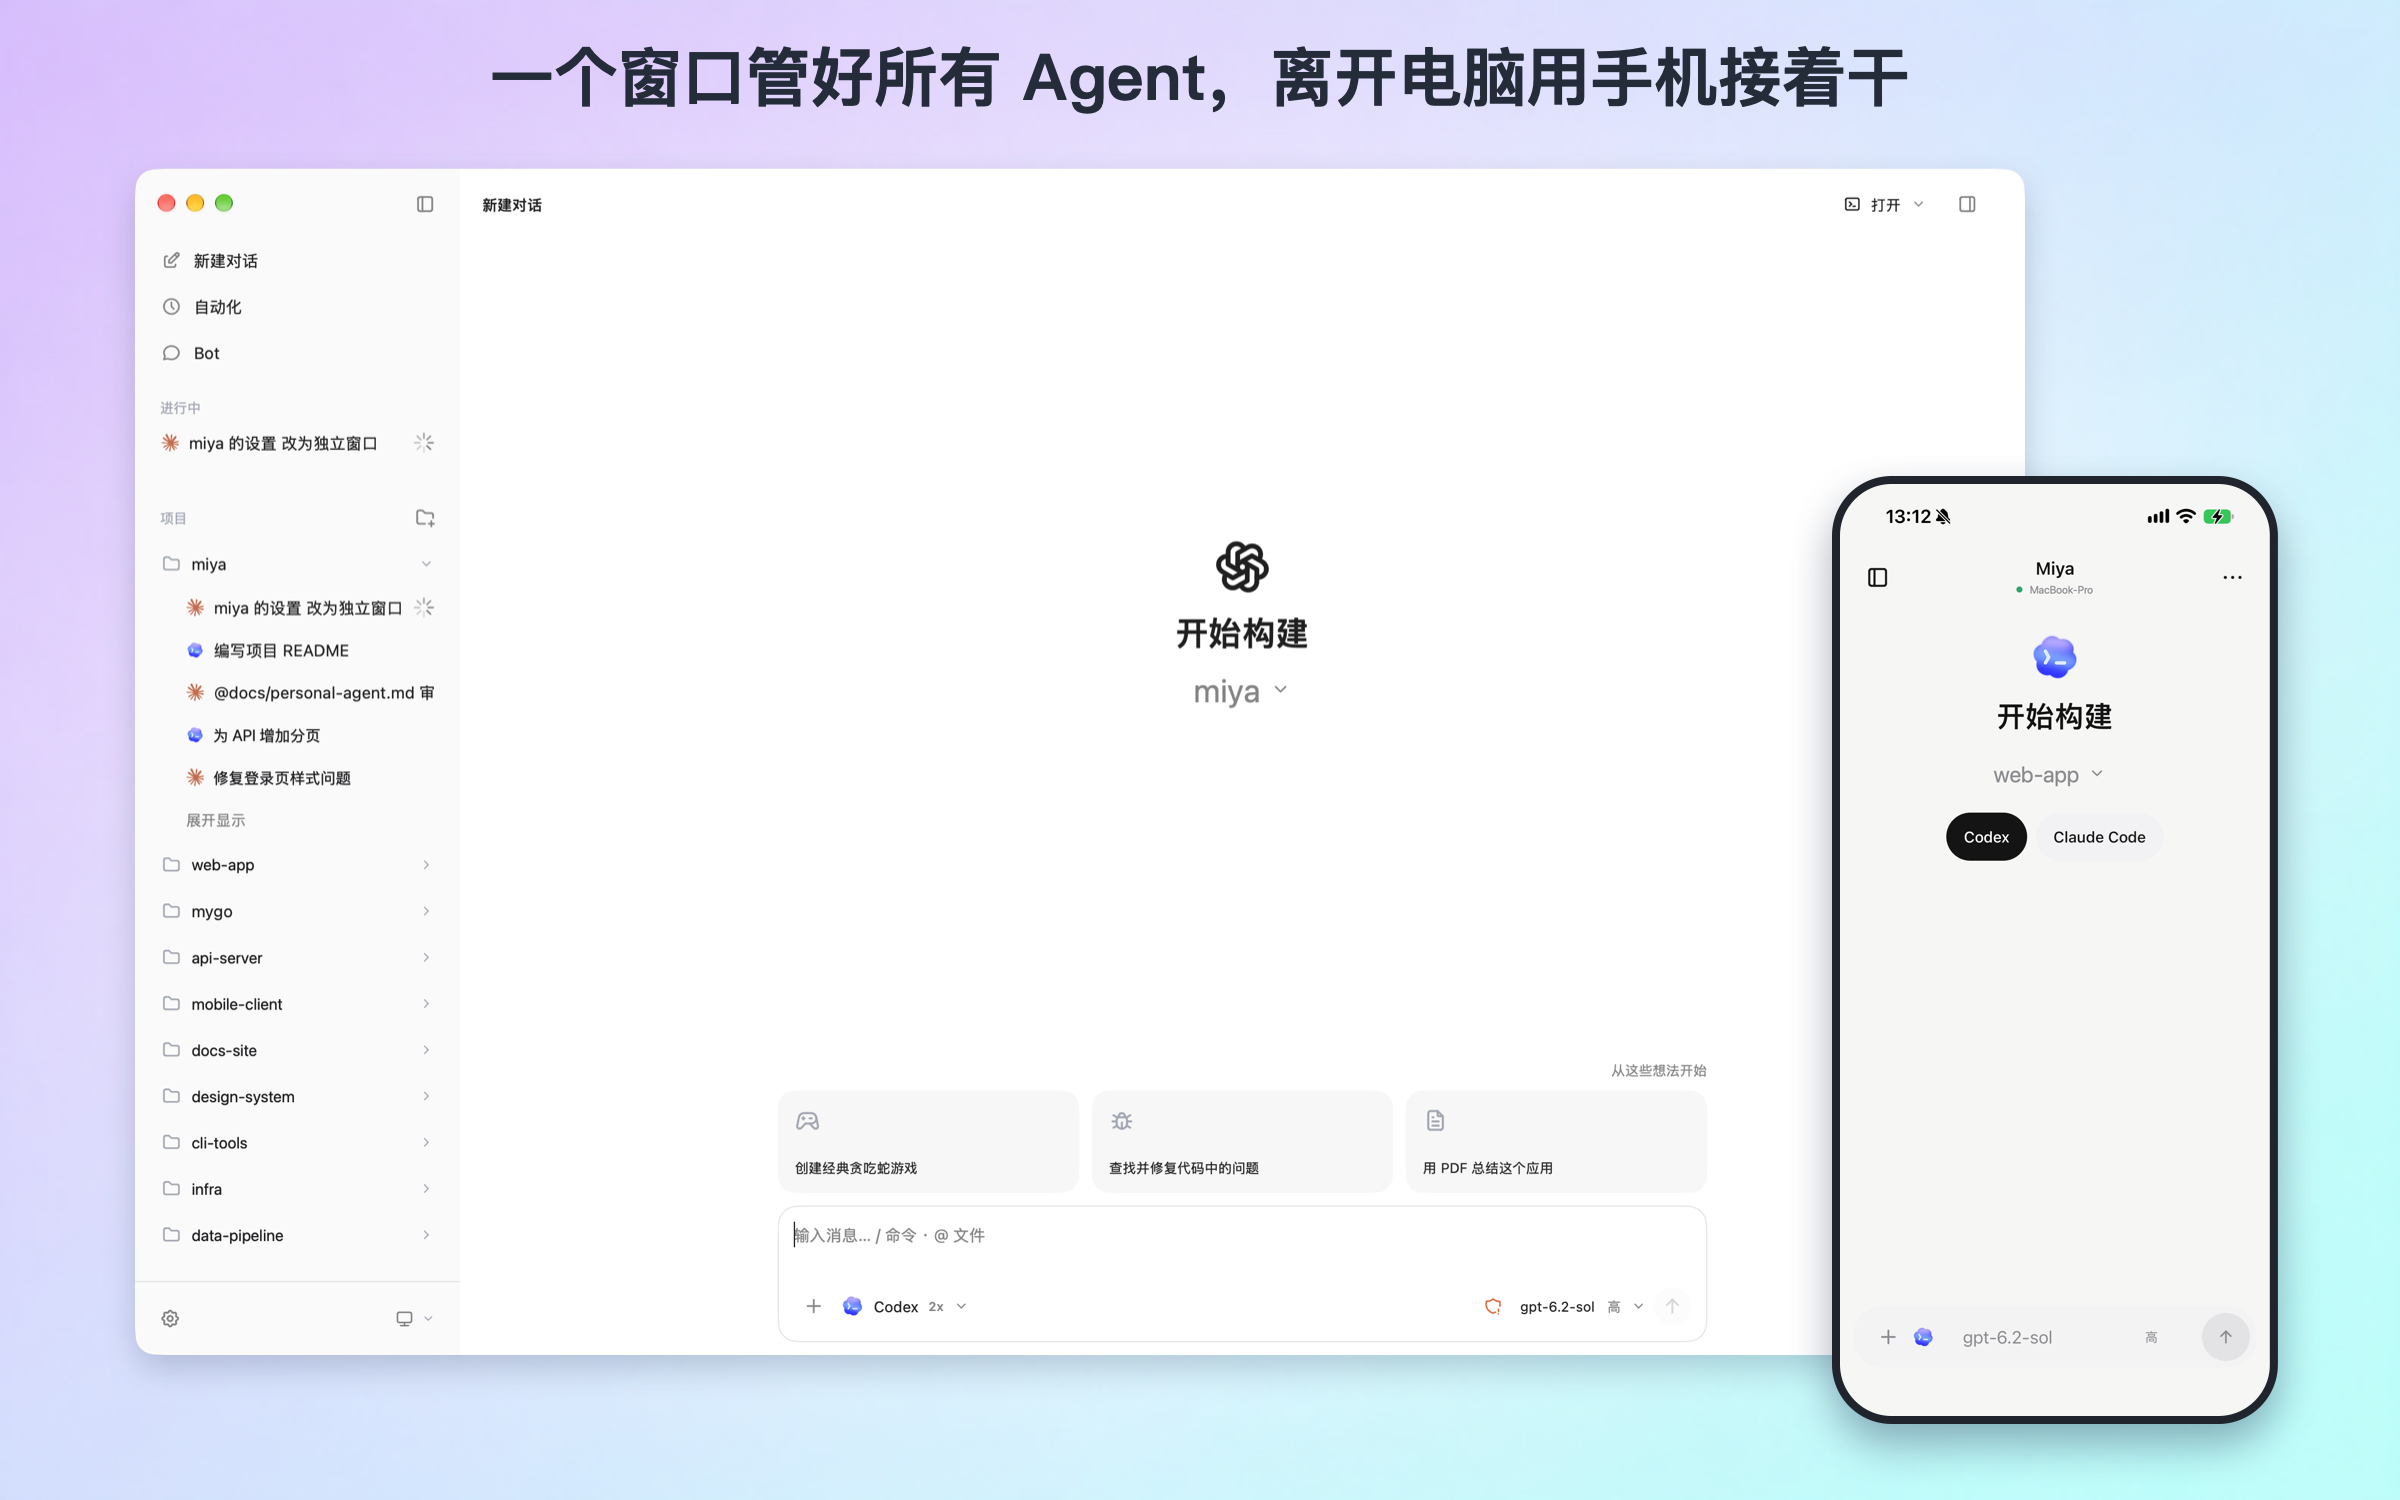 一个窗口管好所有 Agent，离开电脑用手机接着干
新建对话
自动化
Bot
进行中
miya 的设置 改为独立窗口
项目
miya
miya 的设置 改为独立窗口
编写项目 README
@docs/personal-agent.md 审
为 API 增加分页
修复登录页样式问题
展开显示
web-app
mygo
api-server
mobile-client
docs-site
design-system
cli-tools
infra
data-pipeline
新建对话
打开
开始构建
miya
从这些想法开始
创建经典贪吃蛇游戏
查找并修复代码中的问题
用 PDF 总结这个应用
输入消息... / 命令 · @ 文件
Codex 2x
gpt-6.2-sol 高
13:12
Miya
MacBook-Pro
开始构建
web-app
Codex
Claude Code
gpt-6.2-sol 高